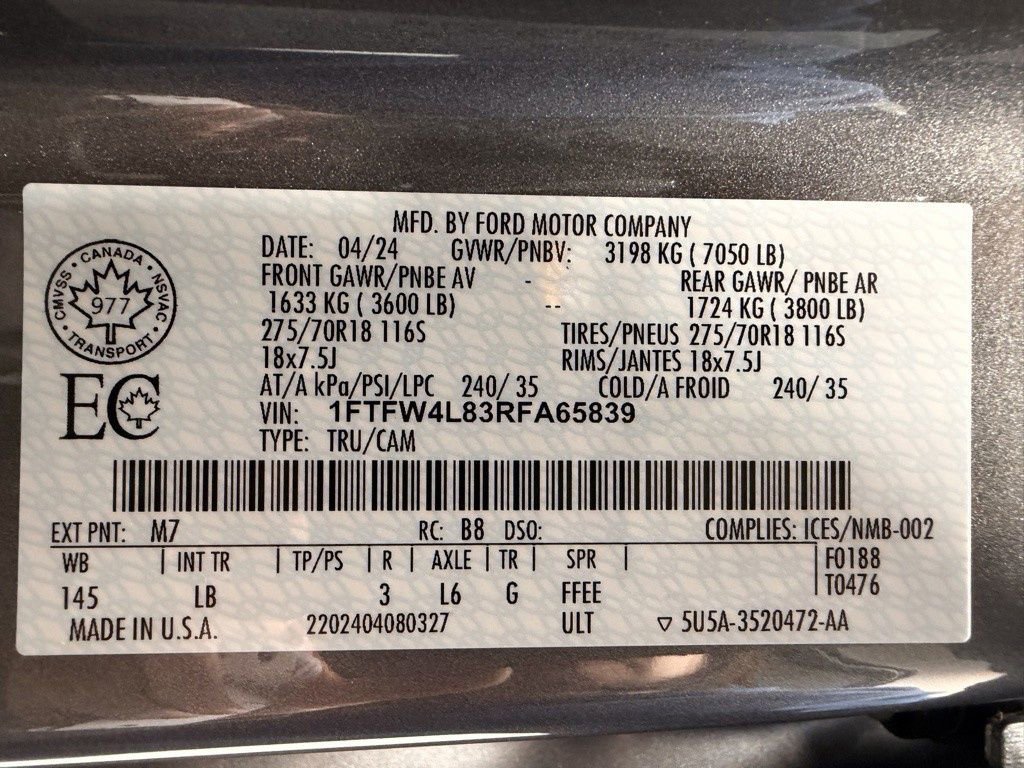 MFD. BY FORD MOTOR COMPANY
DATE: 04/24 GVWR/PNBV: 3198 KG ( 7050 LB)
FRONT GAWR/PNBE AV - REAR GAWR/ PNBE AR
1633 KG ( 3600 LB) -- 1724 KG ( 3800 LB)
275/70R18 116S TIRES/PNEUS 275/70R18 116S
18x7.5J RIMS/JANTES 18x7.5J
AT/A kPa/PSI/LPC 240/ 35 COLD/A FROID 240/ 35
VIN: 1FTFW4L83RFA65839
TYPE: TRU/CAM
CMVSS • CANADA • NSVAC • TRANSPORT •
977
EC
EXT PNT: M7 RC: B8 DSO: COMPLIES: ICES/NMB-002
WB | INT TR | TP/PS | R | AXLE | TR | SPR | F0188
145 LB 3 L6 G FFEE T0476
MADE IN U.S.A. 2202404080327 ULT ▽ 5U5A-3520472-AA